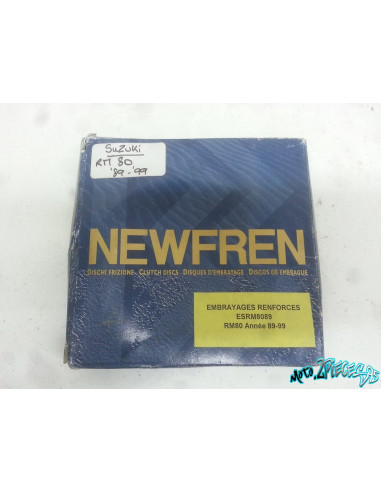 SUZUKI
RM 80
'89-'99
NEWFREN
DISCHI FRIZIONE - CLUTCH DISCS - DISQUES D'EMBRAYAGE - DISCOS DE EMBRAGUE
EMBRAYAGES RENFORCES
ESRM8089
RM80 Année 89-99
Moto.2PIECES95